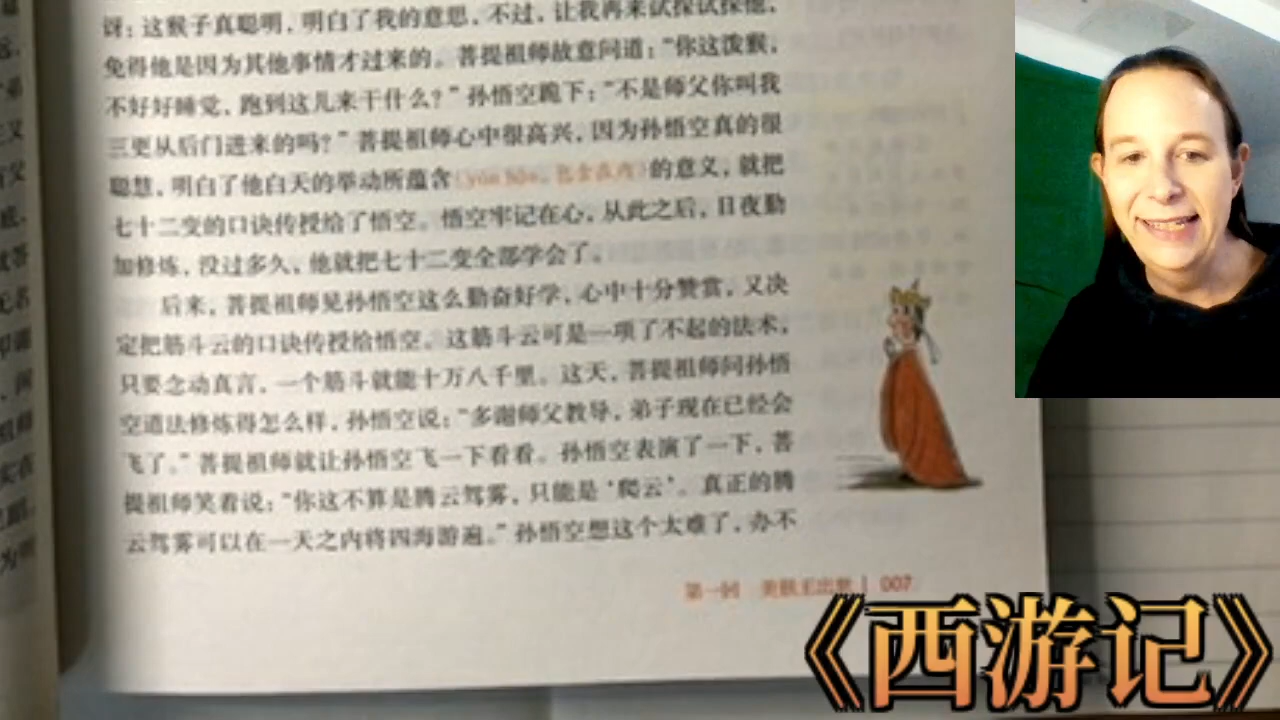 讶：这猴子真聪明，明白了我的意思，不过，让我再来试探试探他，
免得他是因为其他事情才过来的。菩提祖师故意问道：“你这泼猴，
不好好睡觉，跑到这儿来干什么？”孙悟空跪下：“不是师父你叫我
三更从后门进来的吗？”菩提祖师心中很高兴，因为孙悟空真的很
聪慧，明白了他白天的举动所蕴含（yùn hán，包含在内）的意义，就把
七十二变的口诀传授给了悟空。悟空牢记在心，从此之后，日夜勤
加修炼，没过多久，他就把七十二变全部学会了。
后来，菩提祖师见孙悟空这么勤奋好学，心中十分赞赏，又决
定把筋斗云的口诀传授给悟空。这筋斗云可是一项了不起的法术，
只要念动真言，一个筋斗就能十万八千里。这天，菩提祖师问孙悟
空道法修炼得怎么样，孙悟空说：“多谢师父教导，弟子现在已经会
飞了。”菩提祖师就让孙悟空飞一下看看。孙悟空表演了一下，菩
提祖师笑着说：“你这不算是腾云驾雾，只能是‘爬云’。真正的腾
云驾雾可以在一天之内将四海游遍。”孙悟空想这个太难了，办不
第一回 美猴王出世 | 007
《西游记》